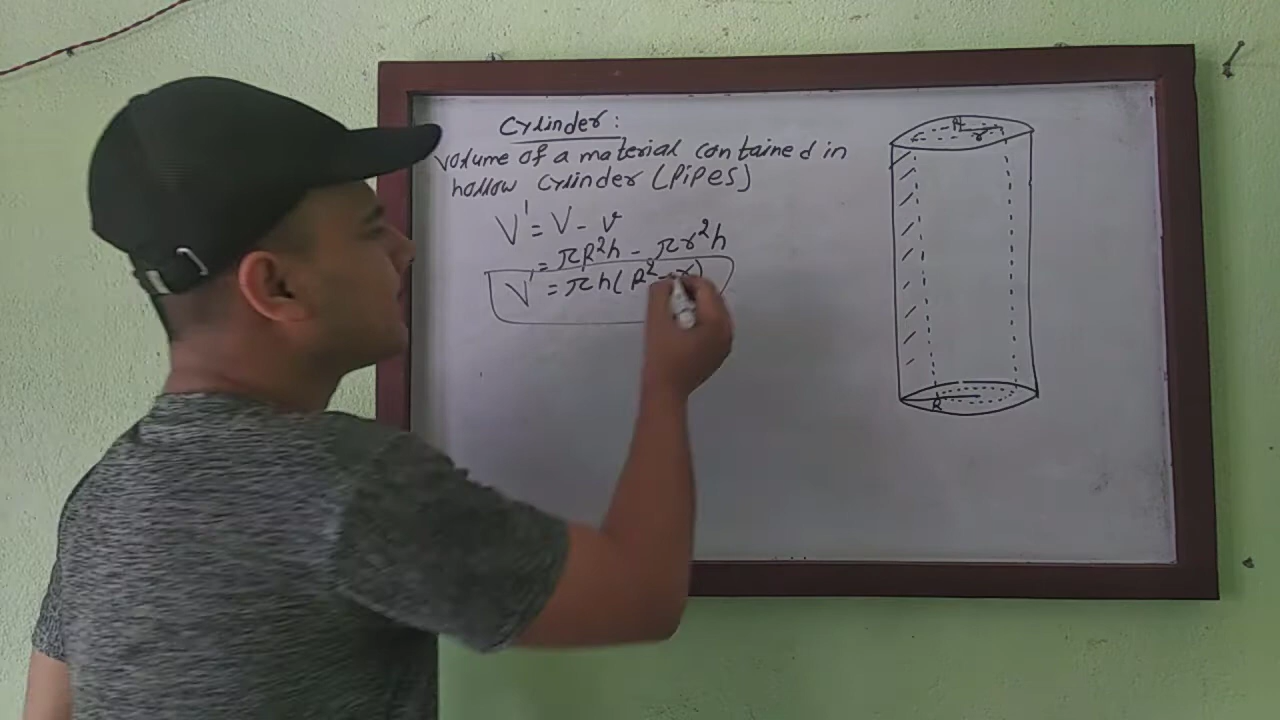 Cylinder:
volume of a material contained in
hollow cylinder (Pipes)
V' = V - v
= πR²h - πr²h
V' = πh(R² - r)
R
r
R